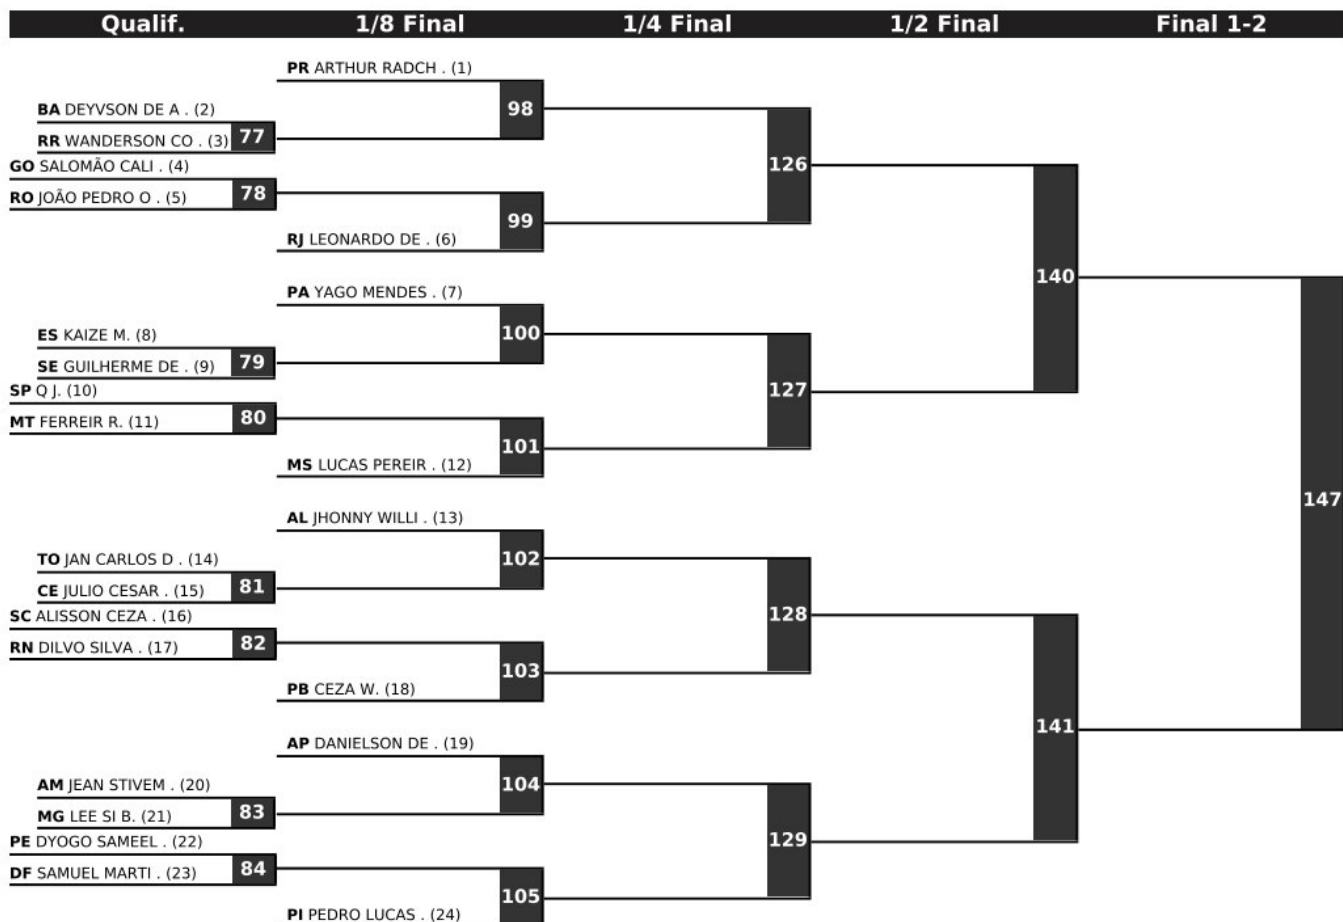 Qualif. 1/8 Final 1/4 Final 1/2 Final Final 1-2
PR ARTHUR RADCH . (1)
98
BA DEYVSON DE A . (2)
77
RR WANDERSON CO . (3)
126
GO SALOMÃO CALI . (4)
78
RO JOÃO PEDRO O . (5)
99
RJ LEONARDO DE . (6)
140
PA YAGO MENDES . (7)
100
ES KAIZE M. (8)
79
SE GUILHERME DE . (9)
127
SP Q J. (10)
80
MT FERREIR R. (11)
101
MS LUCAS PEREIR . (12)
147
AL JHONNY WILLI . (13)
102
TO JAN CARLOS D . (14)
81
CE JULIO CESAR . (15)
128
SC ALISSON CEZA . (16)
82
RN DILVO SILVA . (17)
103
PB CEZA W. (18)
141
AP DANIELSON DE . (19)
104
AM JEAN STIVEM . (20)
83
MG LEE SI B. (21)
129
PE DYOGO SAMEEL . (22)
84
DF SAMUEL MARTI . (23)
105
PI PEDRO LUCAS . (24)